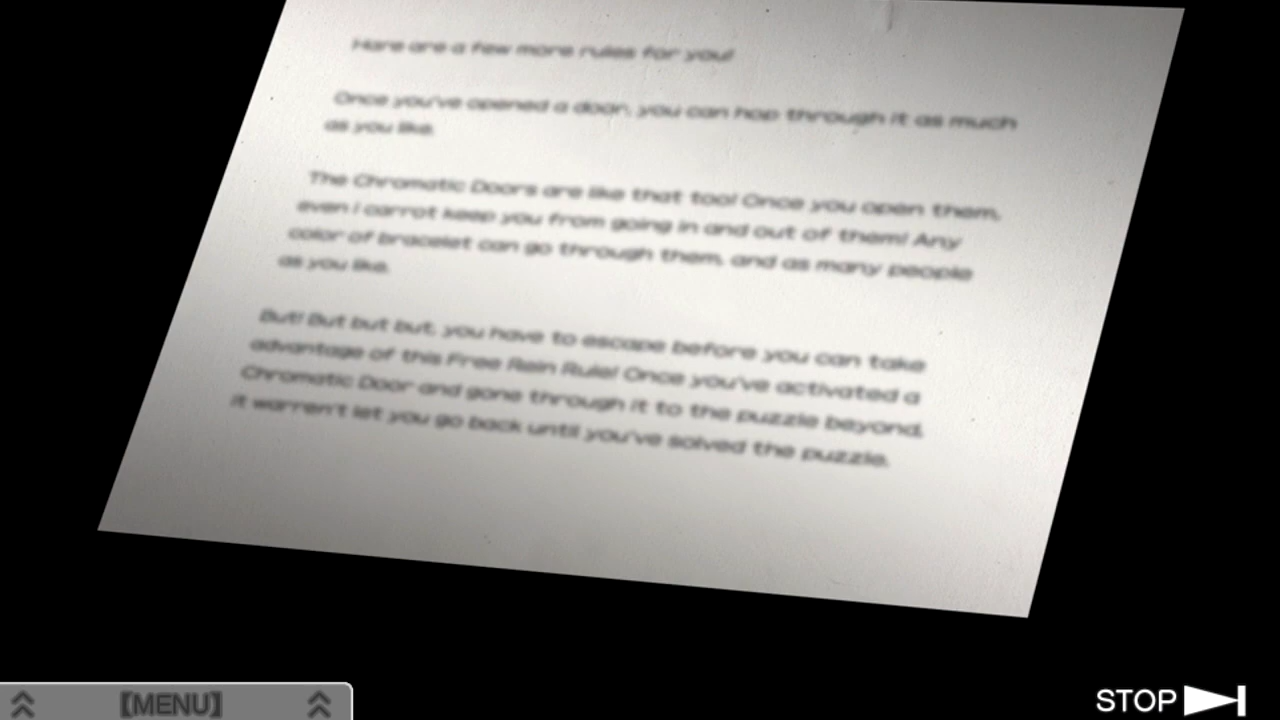 Hare are a few more rules for you!
Once you've opened a door, you can hop through it as much
as you like.
The Chromatic Doors are like that too! Once you open them,
even I carrot keep you from going in and out of them! Any
color of bracelet can go through them, and as many people
as you like.
But! But but but, you have to escape before you can take
advantage of this Free Rein Rule! Once you've activated a
Chromatic Door and gone through it to the puzzle beyond,
it warren't let you go back until you've solved the puzzle.
【MENU】
STOP